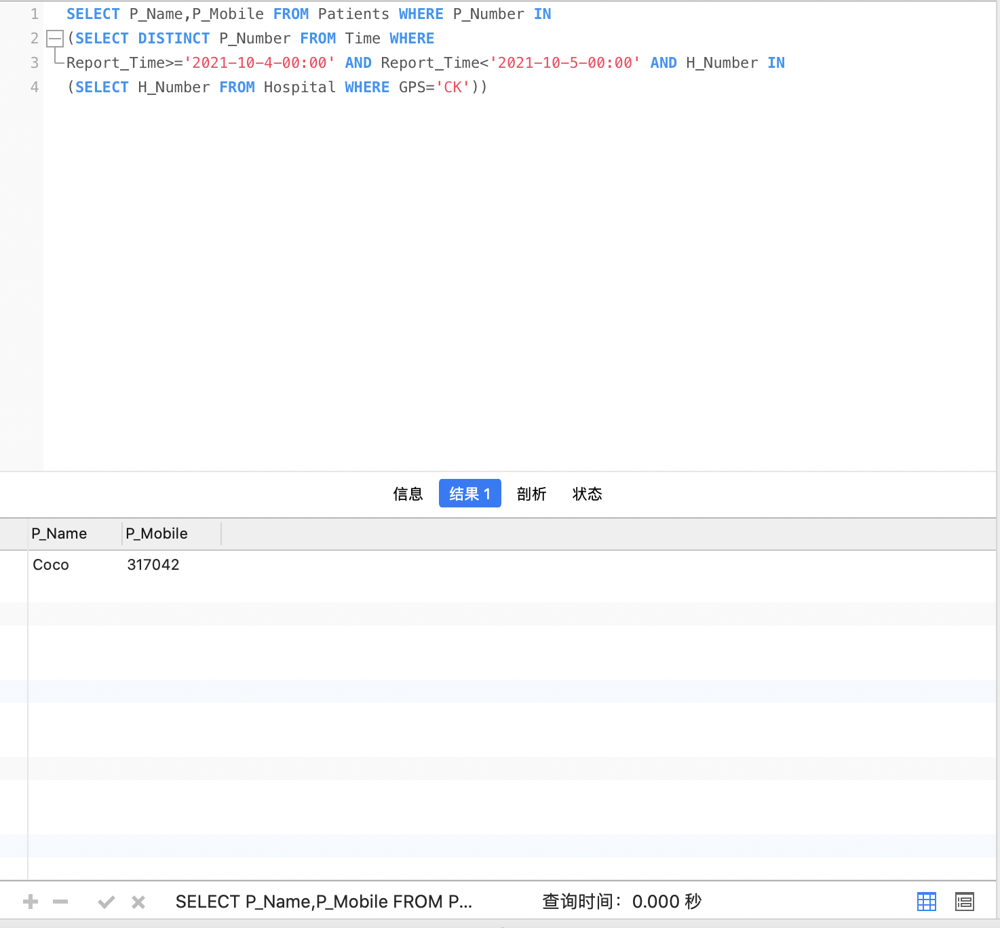 1 SELECT P_Name,P_Mobile FROM Patients WHERE P_Number IN
2 (SELECT DISTINCT P_Number FROM Time WHERE
3 Report_Time>='2021-10-4-00:00' AND Report_Time<'2021-10-5-00:00' AND H_Number IN
4 (SELECT H_Number FROM Hospital WHERE GPS='CK'))
信息 结果 1 剖析 状态
P_Name P_Mobile
Coco 317042
SELECT P_Name,P_Mobile FROM P... 查询时间：0.000 秒